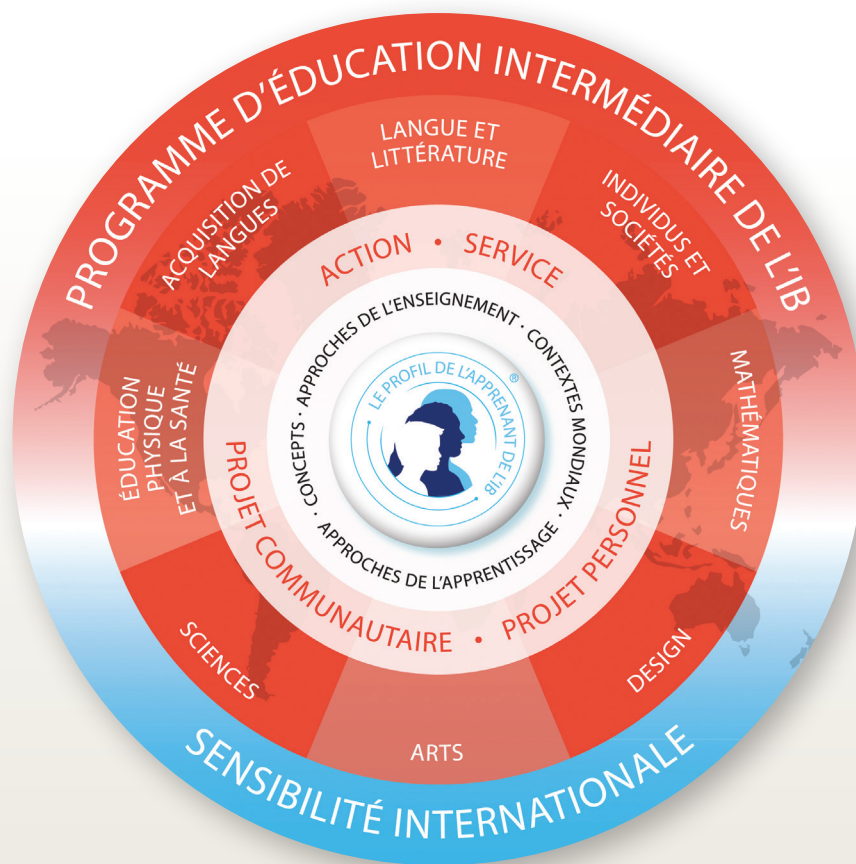 PROGRAMME D'ÉDUCATION INTERMÉDIAIRE DE L'IB
LANGUE ET
LITTÉRATURE
INDIVIDUS ET
SOCIÉTÉS
MATHÉMATIQUES
DESIGN
ARTS
SCIENCES
ÉDUCATION
PHYSIQUE
ET À LA SANTÉ
ACQUISITION DE
LANGUES
ACTION • SERVICE
PROJET COMMUNAUTAIRE • PROJET PERSONNEL
APPROCHES DE L'ENSEIGNEMENT · CONTEXTES MONDIAUX ·
CONCEPTS · APPROCHES DE L'APPRENTISSAGE ·
LE PROFIL DE L'APPRENANT DE L'IB ®
SENSIBILITÉ INTERNATIONALE